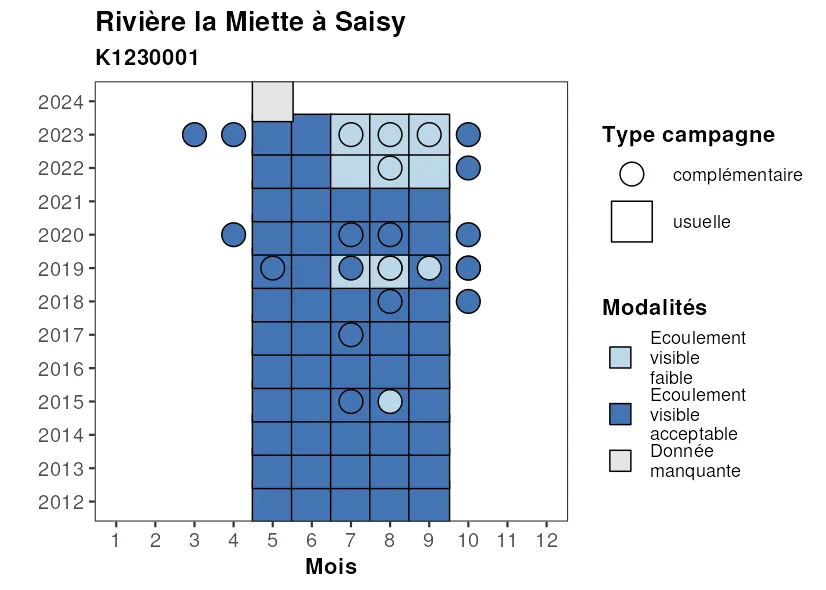 Rivière la Miette à Saisy
K1230001
2024
2023
2022
2021
2020
2019
2018
2017
2016
2015
2014
2013
2012
1 2 3 4 5 6 7 8 9 10 11 12
Mois
Type campagne
complémentaire
usuelle
Modalités
Ecoulement
visible
faible
Ecoulement
visible
acceptable
Donnée
manquante